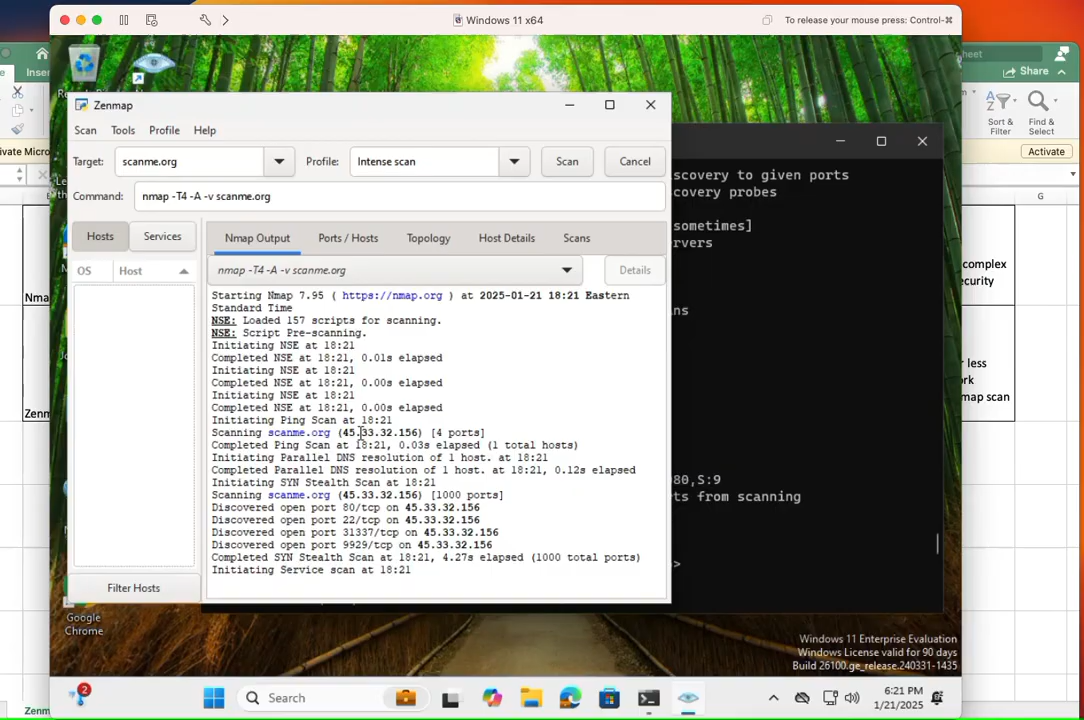 Windows 11 x64
To release your mouse press: Control-⌘
Share
Inser
Sort &
Filter
Find &
Select
Activate
G
Zenmap
Scan Tools Profile Help
Target: scanme.org Profile: Intense scan Scan Cancel
Command: nmap -T4 -A -v scanme.org
Hosts Services
OS Host
Filter Hosts
Nmap Output Ports / Hosts Topology Host Details Scans
nmap -T4 -A -v scanme.org Details
Starting Nmap 7.95 ( https://nmap.org ) at 2025-01-21 18:21 Eastern
Standard Time
NSE: Loaded 157 scripts for scanning.
NSE: Script Pre-scanning.
Initiating NSE at 18:21
Completed NSE at 18:21, 0.01s elapsed
Initiating NSE at 18:21
Completed NSE at 18:21, 0.00s elapsed
Initiating NSE at 18:21
Completed NSE at 18:21, 0.00s elapsed
Initiating Ping Scan at 18:21
Scanning scanme.org (45.33.32.156) [4 ports]
Completed Ping Scan at 18:21, 0.03s elapsed (1 total hosts)
Initiating Parallel DNS resolution of 1 host. at 18:21
Completed Parallel DNS resolution of 1 host. at 18:21, 0.12s elapsed
Initiating SYN Stealth Scan at 18:21
Scanning scanme.org (45.33.32.156) [1000 ports]
Discovered open port 80/tcp on 45.33.32.156
Discovered open port 22/tcp on 45.33.32.156
Discovered open port 31337/tcp on 45.33.32.156
Discovered open port 9929/tcp on 45.33.32.156
Completed SYN Stealth Scan at 18:21, 4.27s elapsed (1000 total ports)
Initiating Service scan at 18:21
scovery to given ports
covery probes
sometimes]
rvers
ns
80,S:9
rts from scanning
>
complex
curity
r less
ork
map scan
Nma
Zenm
Google
Chrome
Windows 11 Enterprise Evaluation
Windows License valid for 90 days
Build 26100.ge_release.240331-1435
2
Search
6:21 PM
1/21/2025
Zenm